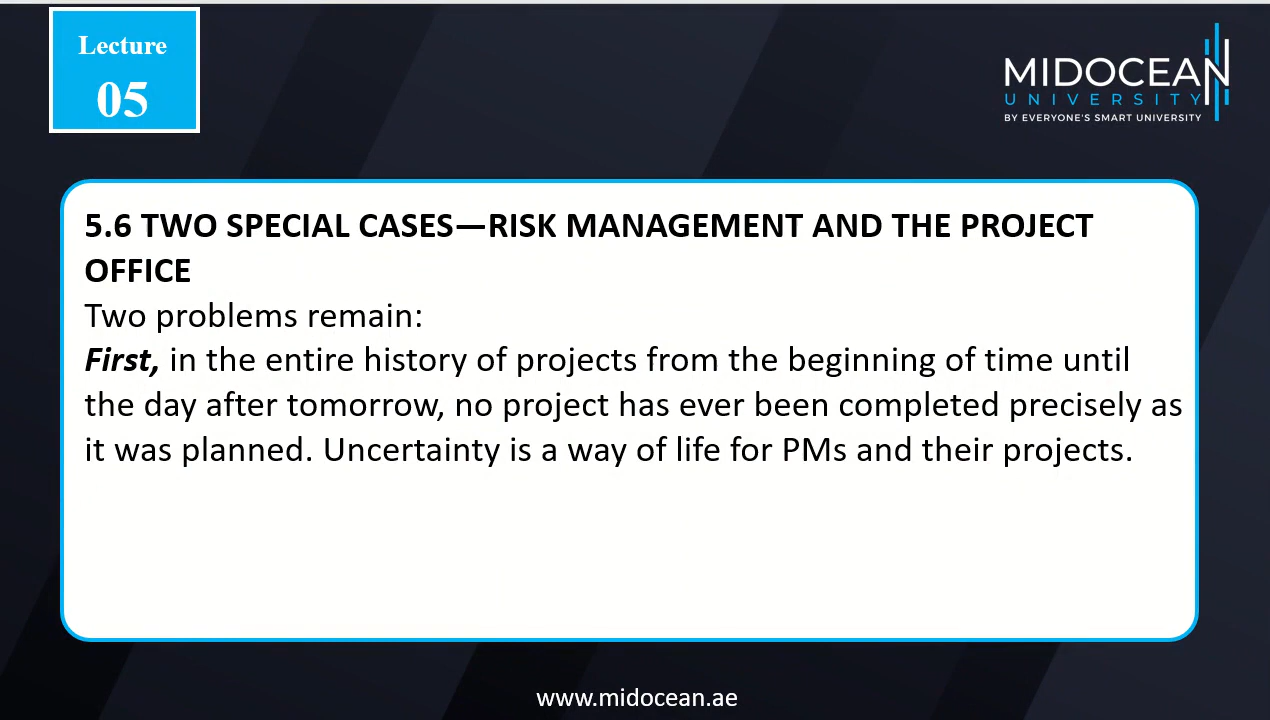 Lecture
05
MIDOCEAN
UNIVERSITY
BY EVERYONE'S SMART UNIVERSITY
5.6 TWO SPECIAL CASES—RISK MANAGEMENT AND THE PROJECT
OFFICE
Two problems remain:
First, in the entire history of projects from the beginning of time until
the day after tomorrow, no project has ever been completed precisely as
it was planned. Uncertainty is a way of life for PMs and their projects.
www.midocean.ae